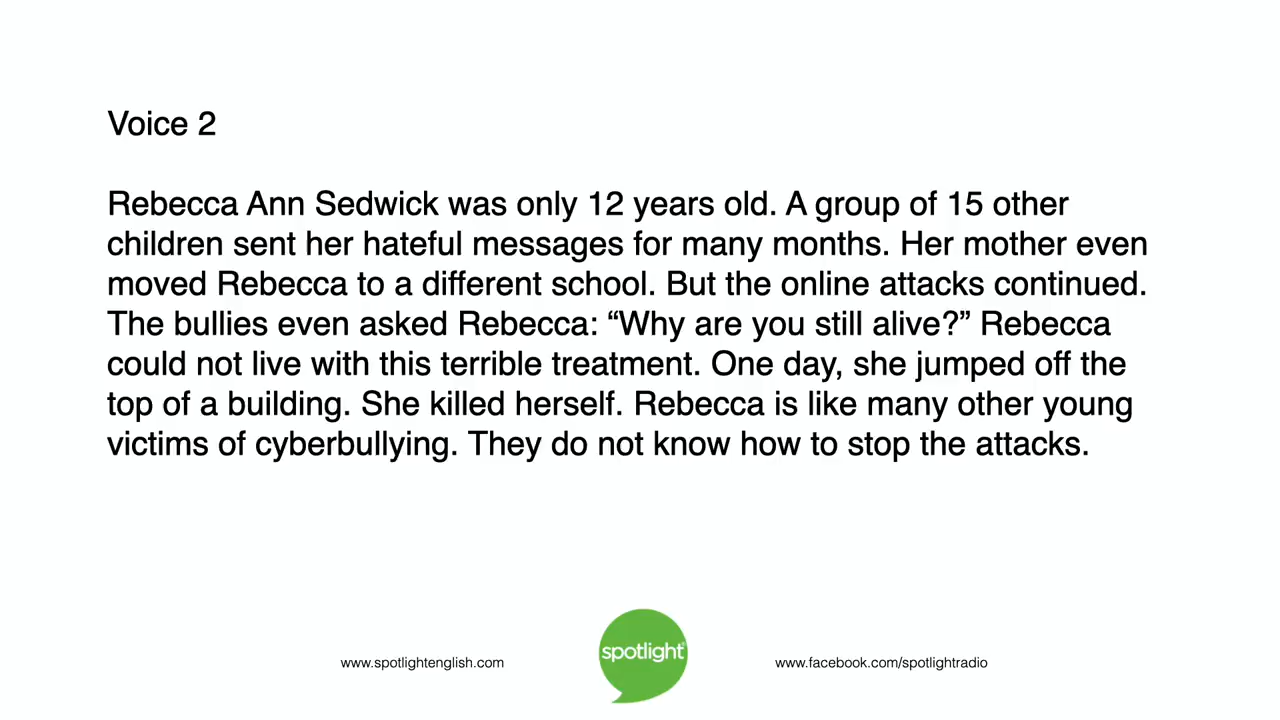 Voice 2
Rebecca Ann Sedwick was only 12 years old. A group of 15 other
children sent her hateful messages for many months. Her mother even
moved Rebecca to a different school. But the online attacks continued.
The bullies even asked Rebecca: “Why are you still alive?” Rebecca
could not live with this terrible treatment. One day, she jumped off the
top of a building. She killed herself. Rebecca is like many other young
victims of cyberbullying. They do not know how to stop the attacks.
www.spotlightenglish.com
spotlight
www.facebook.com/spotlightradio